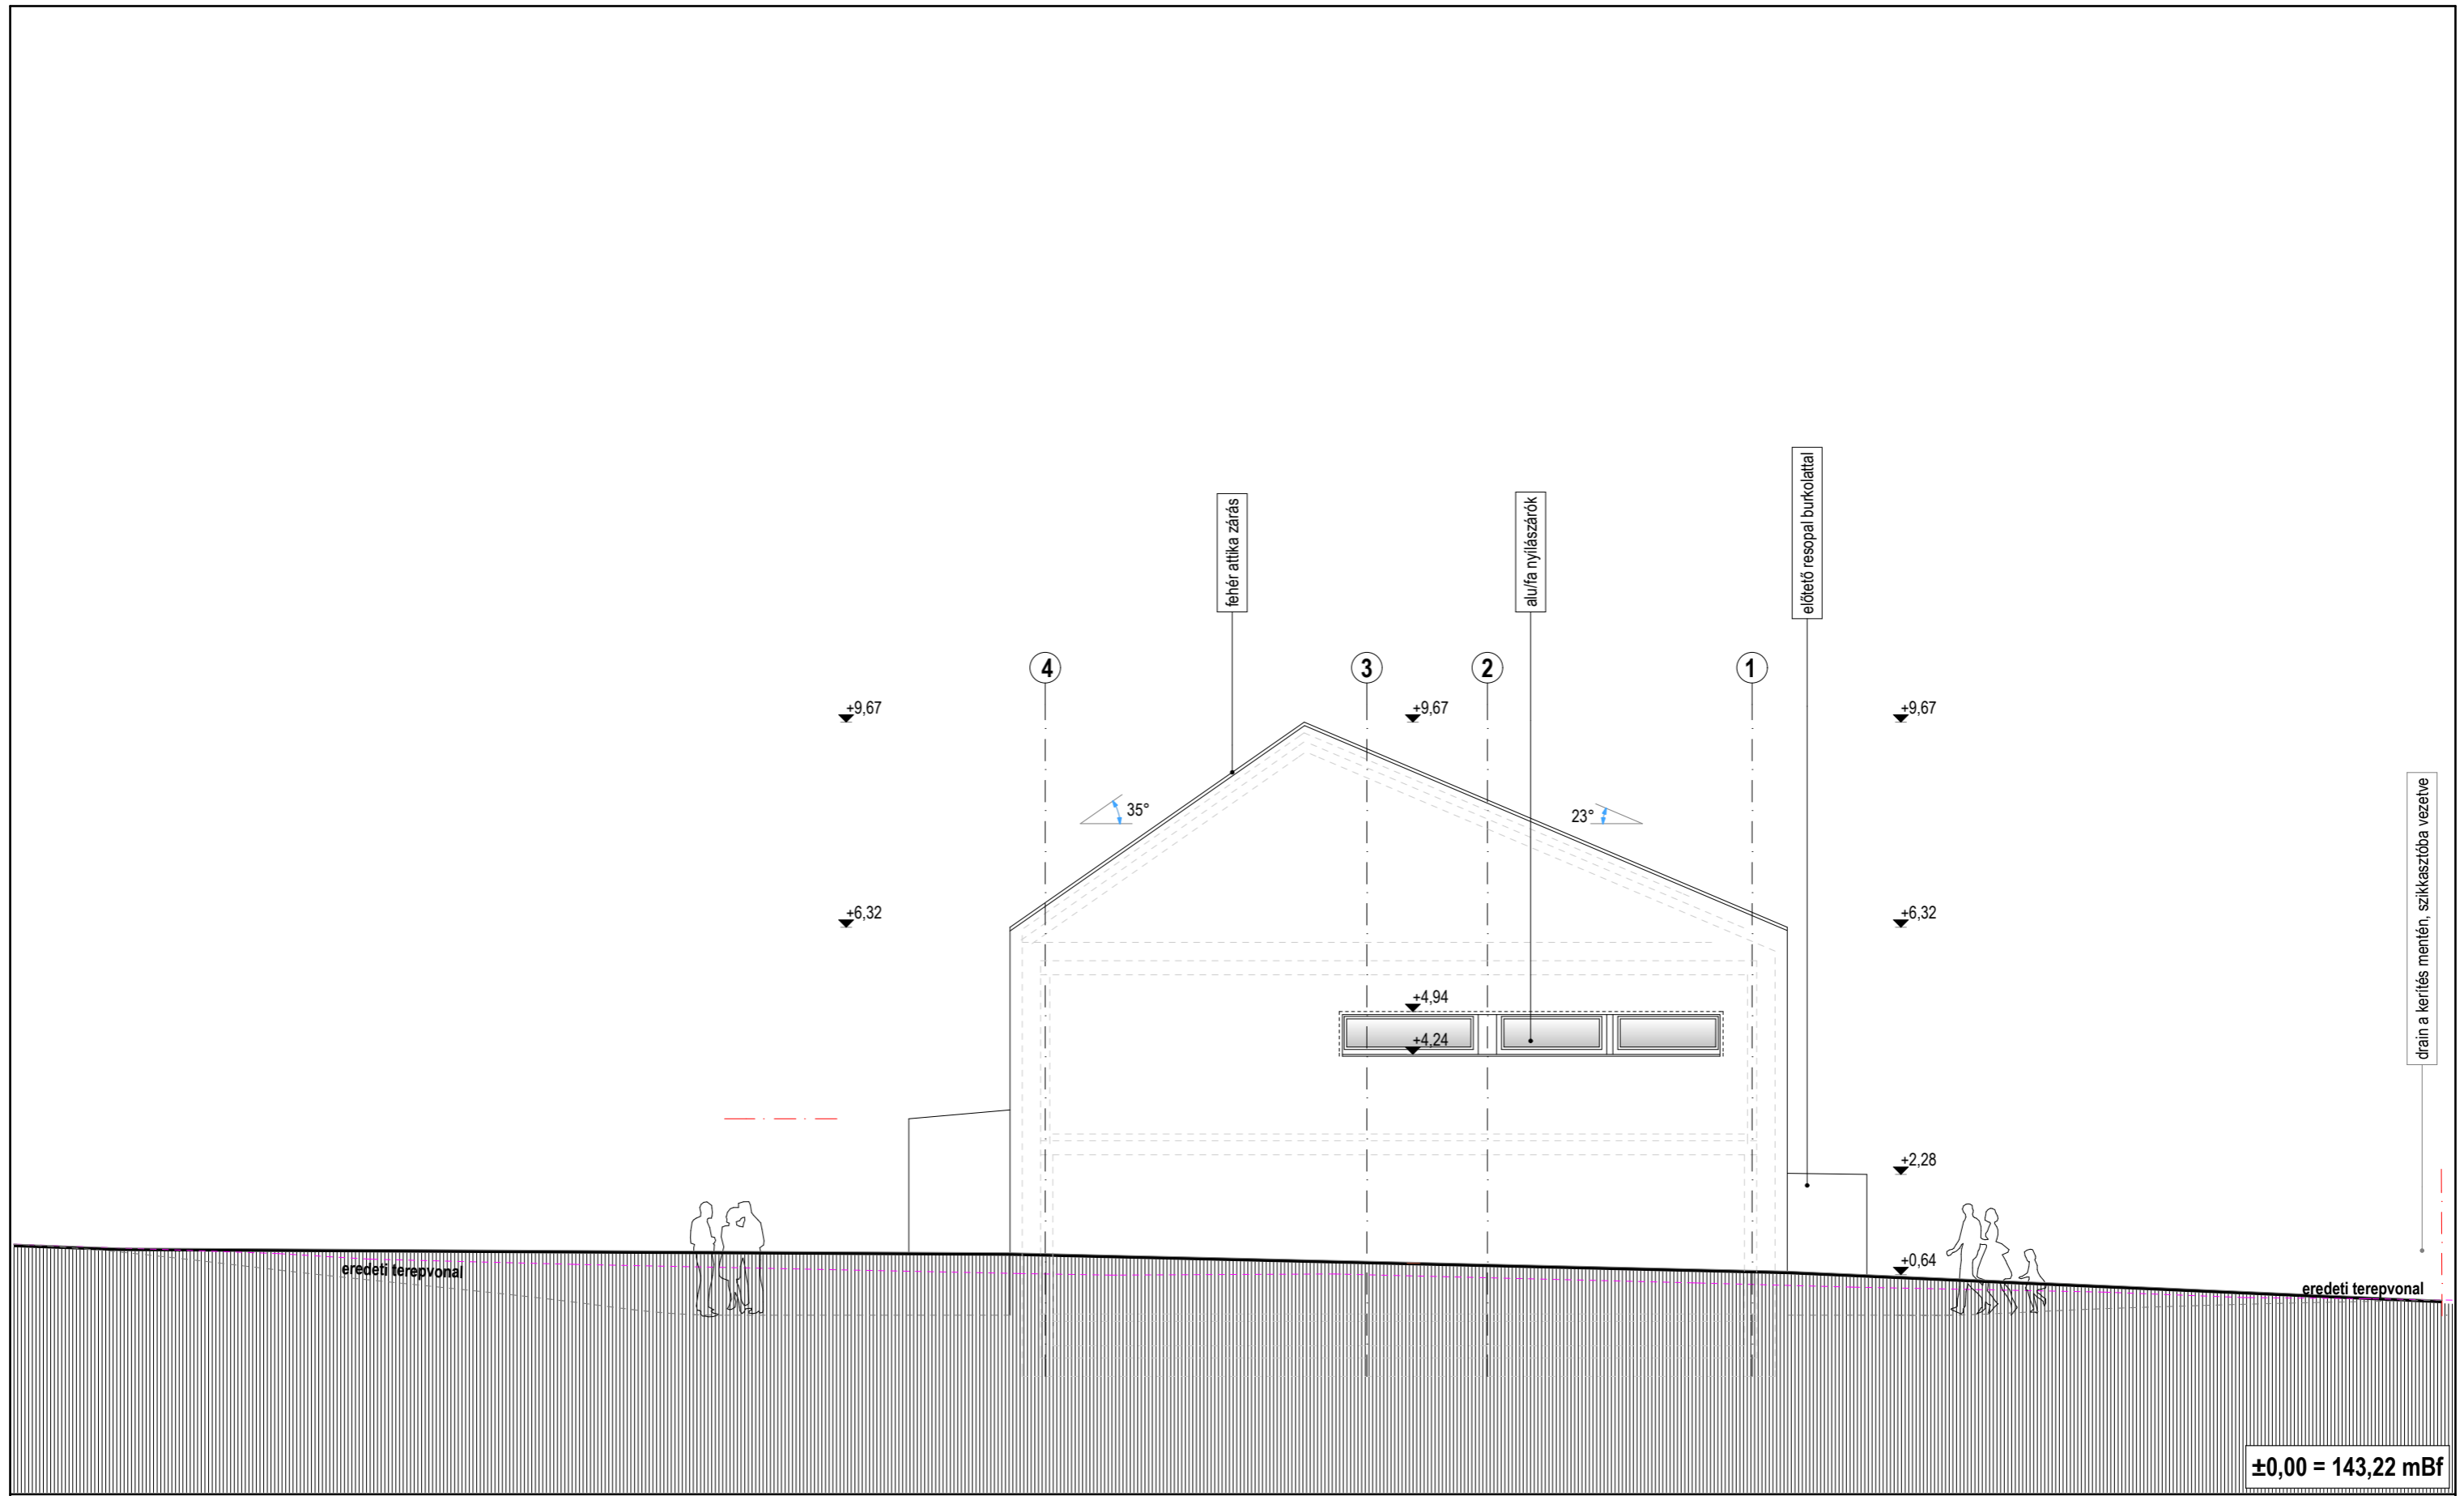 fehér attika zárás
alu/fa nyílászárók
előtető resopal burkolattal
4
3
2
1
+9,67
+9,67
+9,67
drain a kerítés mentén, szikkasztóba vezetve
35°
23°
+6,32
+6,32
+4,94
+4,24
+2,28
+0,64
eredeti terepvonal
eredeti terepvonal
±0,00 = 143,22 mBf